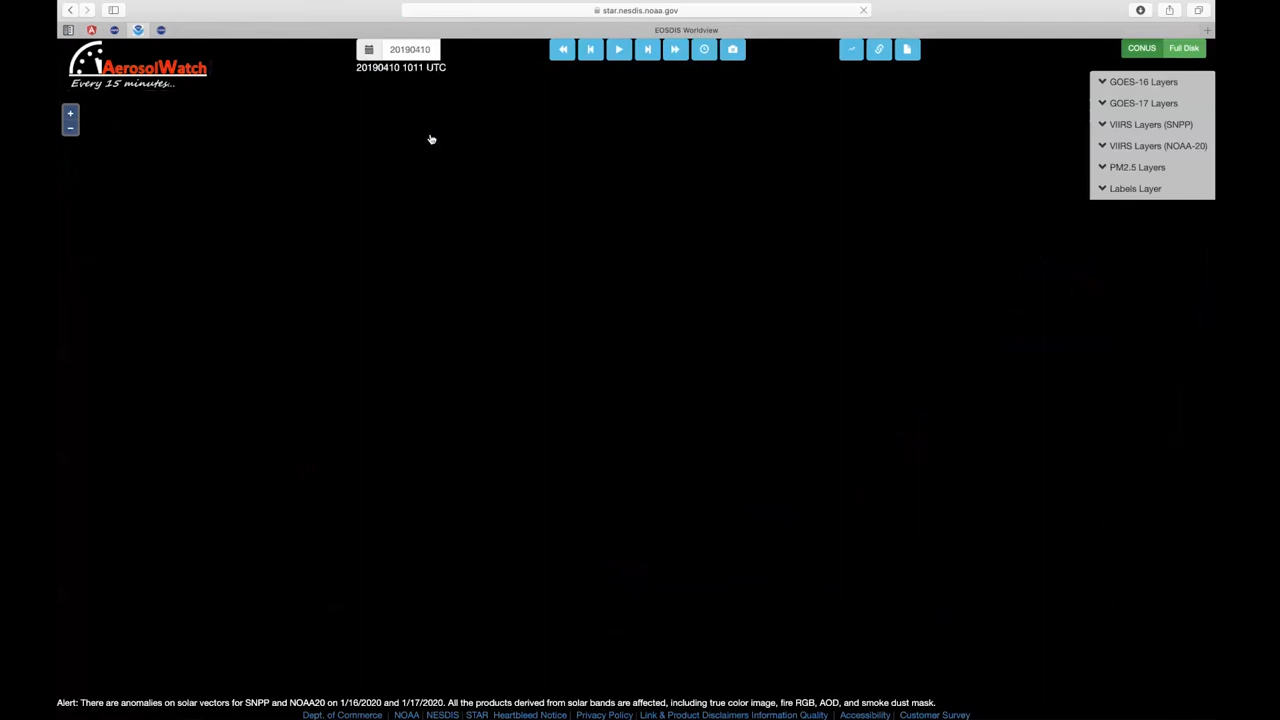 star.nesdis.noaa.gov
EOSDIS Worldview
AerosolWatch
Every 15 minutes...
20190410
20190410 1011 UTC
CONUS
Full Disk
GOES-16 Layers
GOES-17 Layers
VIIRS Layers (SNPP)
VIIRS Layers (NOAA-20)
PM2.5 Layers
Labels Layer
+
−
Alert: There are anomalies on solar vectors for SNPP and NOAA20 on 1/16/2020 and 1/17/2020. All the products derived from solar bands are affected, including true color image, fire RGB, AOD, and smoke dust mask.
Dept. of Commerce | NOAA | NESDIS | STAR Heartbleed Notice | Privacy Policy | Link & Product Disclaimers Information Quality | Accessibility | Customer Survey